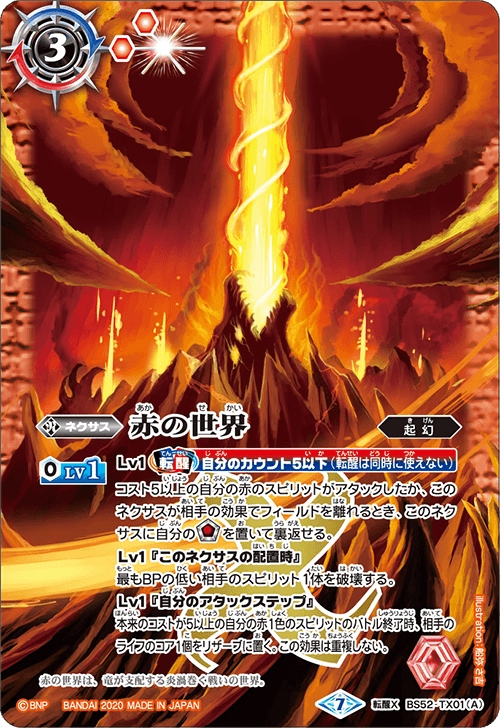 3
ネクサス
赤の世界
あか せかい
起幻
きげん
0 LV1
Lv1 転醒 自分のカウント5以下（転醒は同時に使えない）
コスト5以上の自分の赤のスピリットがアタックしたか、この
ネクサスが相手の効果でフィールドを離れるとき、このネク
サスに自分の を置いて裏返せる。
Lv1『このネクサスの配置時』
最もBPの低い相手のスピリット1体を破壊する。
Lv1『自分のアタックステップ』
本来のコストが5以上の自分の赤1色のスピリットのバトル終了時、相手の
ライフのコア1個をリザーブに置く。この効果は重複しない。
赤の世界は、竜が支配する炎渦巻く戦いの世界。
illustration：船弥さ吉
©BNP BANDAI 2020 MADE IN JAPAN
7
転醒X BS52-TX01(A)